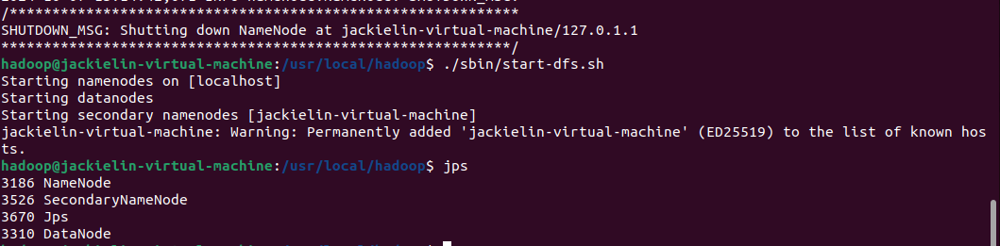 /************************************************************
SHUTDOWN_MSG: Shutting down NameNode at jackielin-virtual-machine/127.0.1.1
************************************************************/
hadoop@jackielin-virtual-machine:/usr/local/hadoop$ ./sbin/start-dfs.sh
Starting namenodes on [localhost]
Starting datanodes
Starting secondary namenodes [jackielin-virtual-machine]
jackielin-virtual-machine: Warning: Permanently added 'jackielin-virtual-machine' (ED25519) to the list of known hos
ts.
hadoop@jackielin-virtual-machine:/usr/local/hadoop$ jps
3186 NameNode
3526 SecondaryNameNode
3670 Jps
3310 DataNode